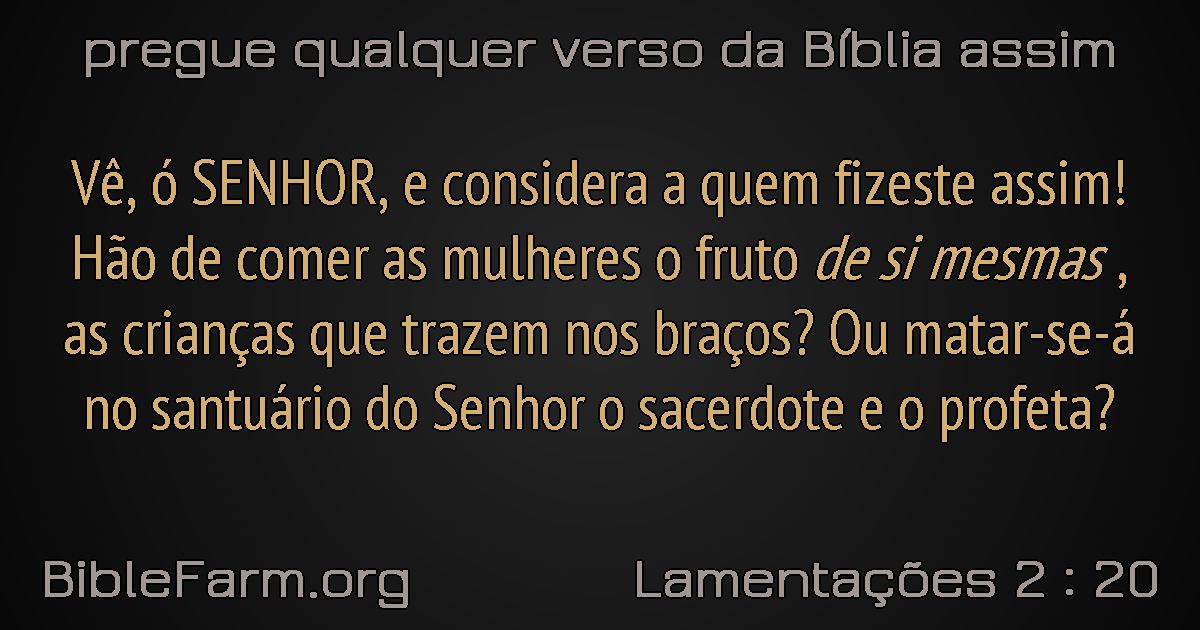 pregue qualquer verso da Bíblia assim
Vê, ó SENHOR, e considera a quem fizeste assim!
Hão de comer as mulheres o fruto de si mesmas ,
as crianças que trazem nos braços? Ou matar-se-á
no santuário do Senhor o sacerdote e o profeta?
BibleFarm.org
Lamentações 2 : 20